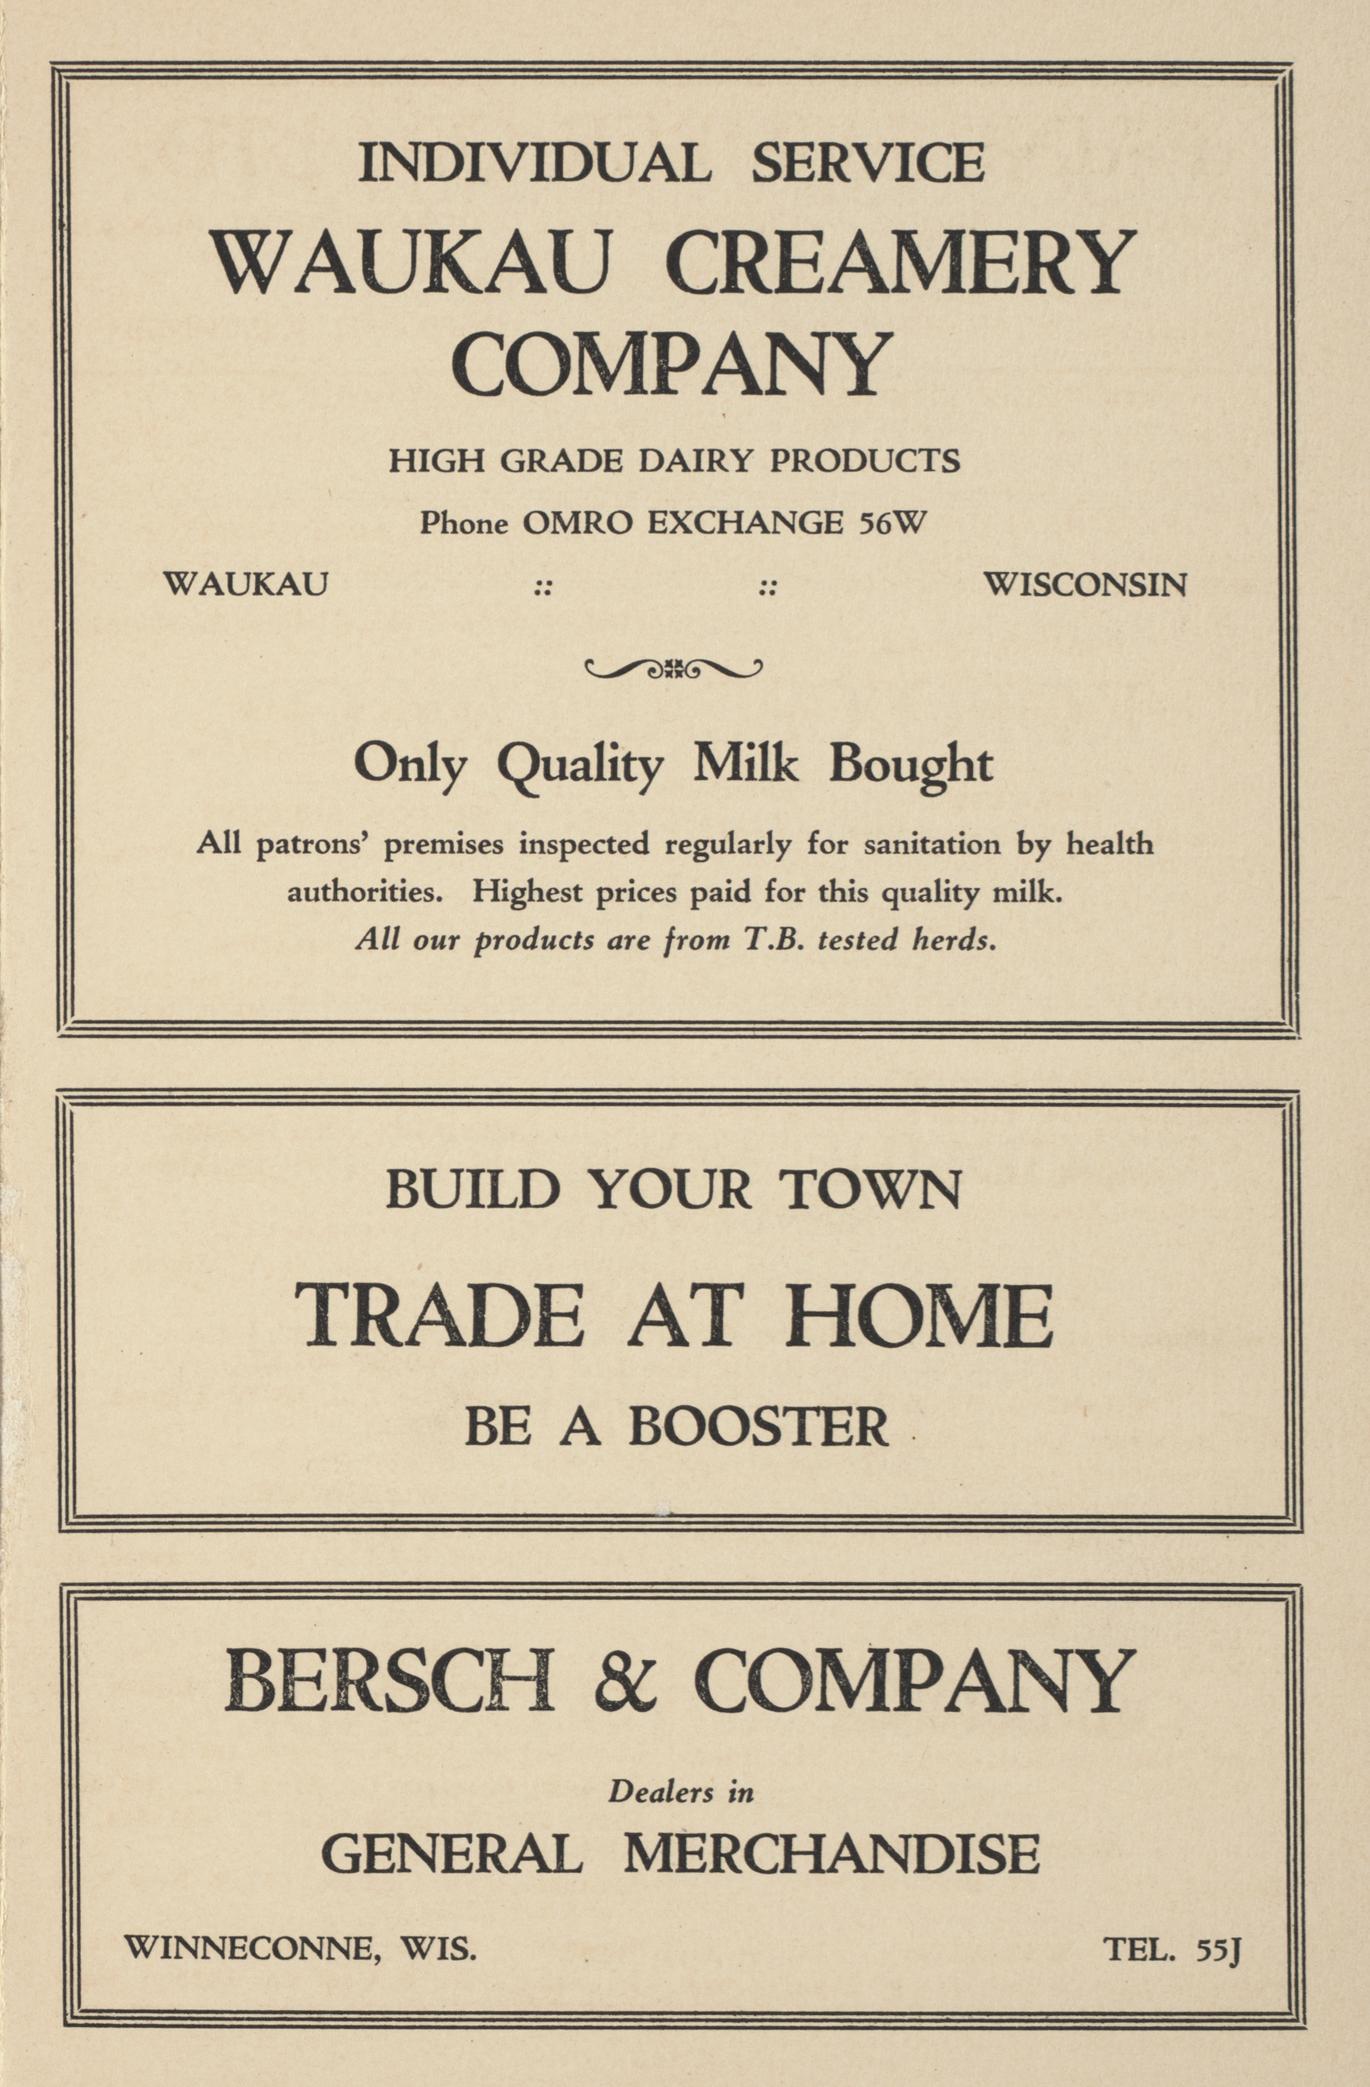 INDIVIDUAL SERVICE
WAUKAU CREAMERY
COMPANY
HIGH GRADE DAIRY PRODUCTS
Phone OMRO EXCHANGE 56W
WAUKAU :: :: WISCONSIN
Only Quality Milk Bought
All patrons' premises inspected regularly for sanitation by health
authorities. Highest prices paid for this quality milk.
All our products are from T.B. tested herds.
BUILD YOUR TOWN
TRADE AT HOME
BE A BOOSTER
BERSCH & COMPANY
Dealers in
GENERAL MERCHANDISE
WINNECONNE, WIS. TEL. 55J